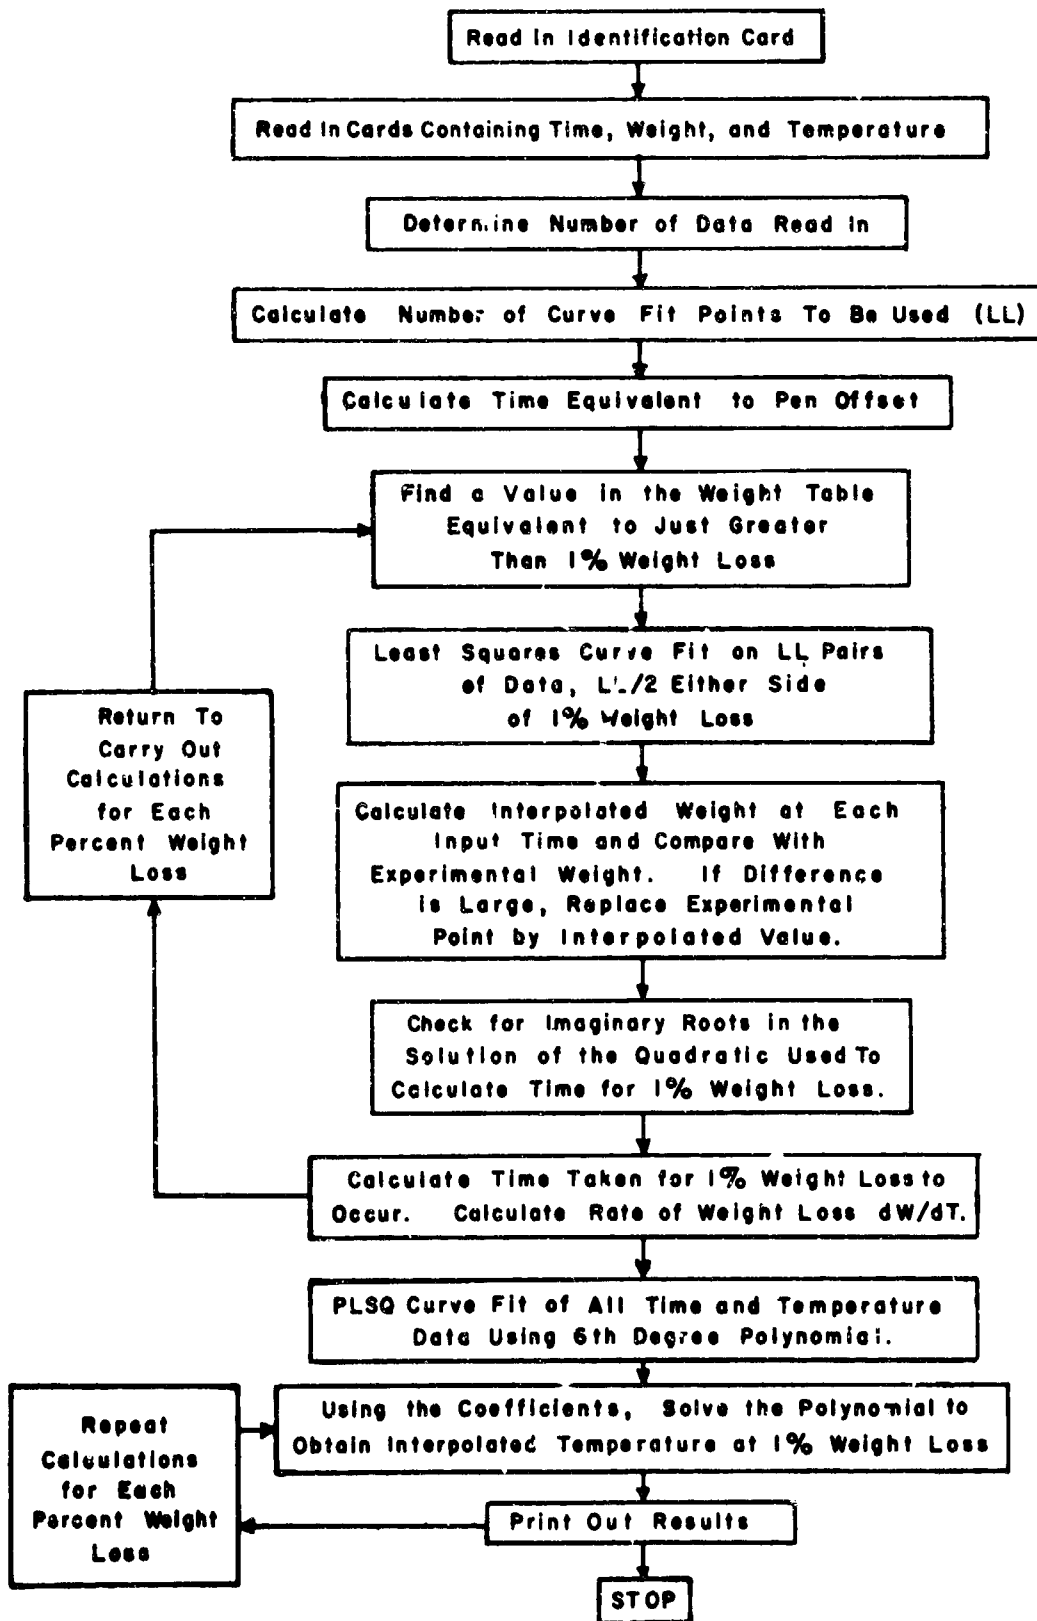 Read In Identification Card
Read In Cards Containing Time, Weight, and Temperature
Determine Number of Data Read In
Calculate Number of Curve Fit Points To Be Used (LL)
Calculate Time Equivalent to Pen Offset
Find a Value in the Weight Table
Equivalent to Just Greater
Than 1% Weight Loss
Least Squares Curve Fit on LL Pairs
of Data, LL/2 Either Side
of 1% Weight Loss
Return To
Carry Out
Calculations
for Each
Percent Weight
Loss
Calculate Interpolated Weight at Each
Input Time and Compare With
Experimental Weight. If Difference
is Large, Replace Experimental
Point by Interpolated Value.
Check for Imaginary Roots in the
Solution of the Quadratic Used To
Calculate Time for 1% Weight Loss.
Calculate Time Taken for 1% Weight Loss to
Occur. Calculate Rate of Weight Loss dW/dT.
PLSQ Curve Fit of All Time and Temperature
Data Using 6th Degree Polynomial.
Using the Coefficients, Solve the Polynomial to
Obtain Interpolated Temperature at 1% Weight Loss
Repeat
Calculations
for Each
Percent Weight
Loss
Print Out Results
STOP